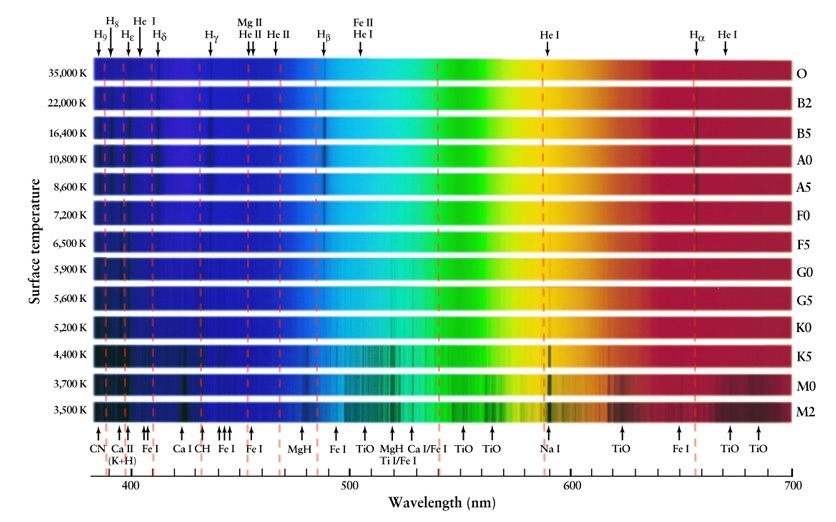 He I Mg II Fe II
H8
H9 Hε Hδ Hγ He II He II Hβ He I He I Hα He I
35,000 K O
22,000 K B2
16,400 K B5
10,800 K A0
8,600 K A5
7,200 K F0
6,500 K F5
5,900 K G0
5,600 K G5
5,200 K K0
4,400 K K5
3,700 K M0
3,500 K M2
Surface temperature
CN Ca II Fe I Ca I CH Fe I Fe I MgH Fe I TiO MgH Ca I/Fe I TiO TiO Na I TiO Fe I TiO TiO
(K+H) Ti I/Fe I
400 500 600 700
Wavelength (nm)